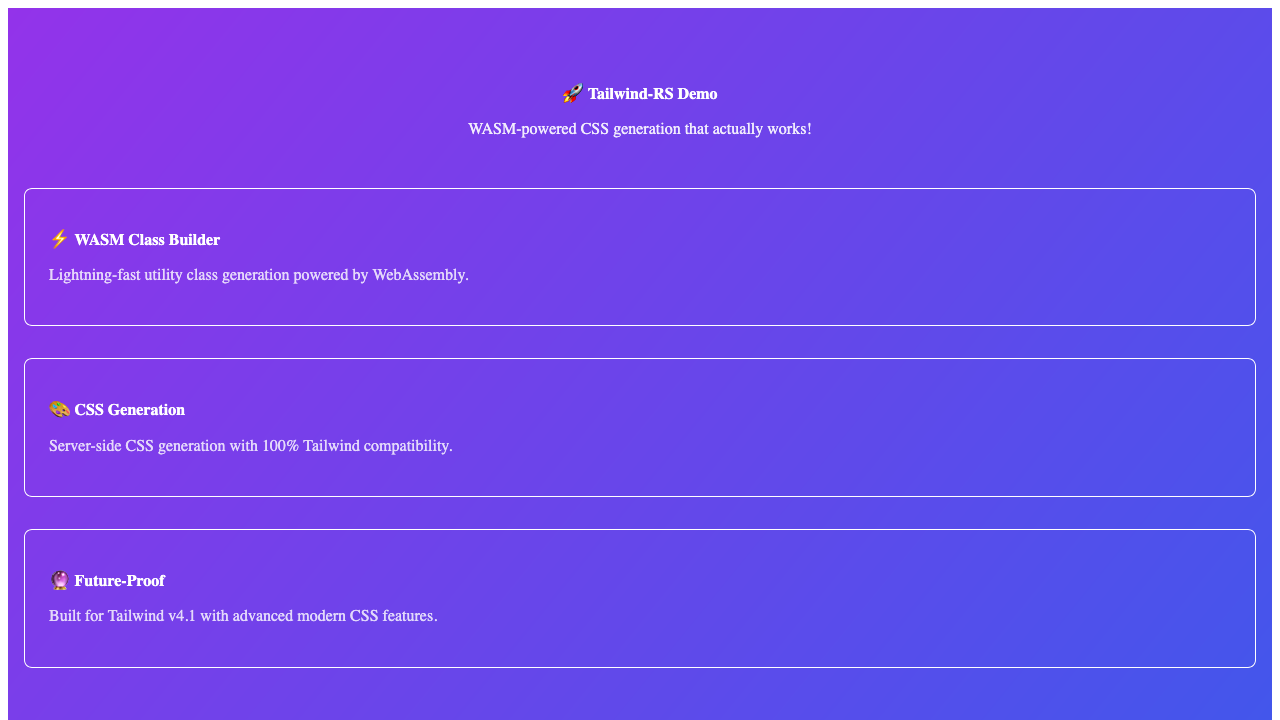 🚀 Tailwind-RS Demo
WASM-powered CSS generation that actually works!
⚡ WASM Class Builder
Lightning-fast utility class generation powered by WebAssembly.
🎨 CSS Generation
Server-side CSS generation with 100% Tailwind compatibility.
🔮 Future-Proof
Built for Tailwind v4.1 with advanced modern CSS features.